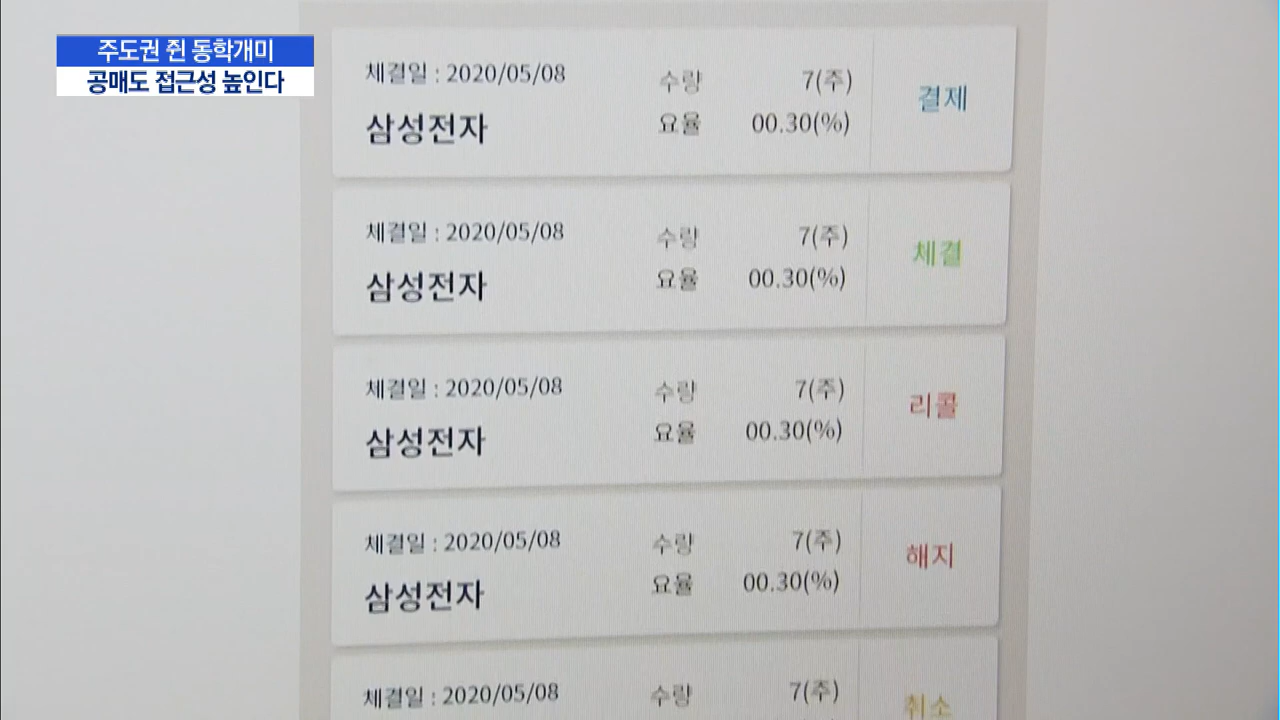 주도권 쥔 동학개미
공매도 접근성 높인다
체결일 : 2020/05/08 수량 7(주) 결제
삼성전자 요율 00.30(%)
체결일 : 2020/05/08 수량 7(주) 체결
삼성전자 요율 00.30(%)
체결일 : 2020/05/08 수량 7(주) 리콜
삼성전자 요율 00.30(%)
체결일 : 2020/05/08 수량 7(주) 해지
삼성전자 요율 00.30(%)
체결일 : 2020/05/08 수량 7(주) 취소